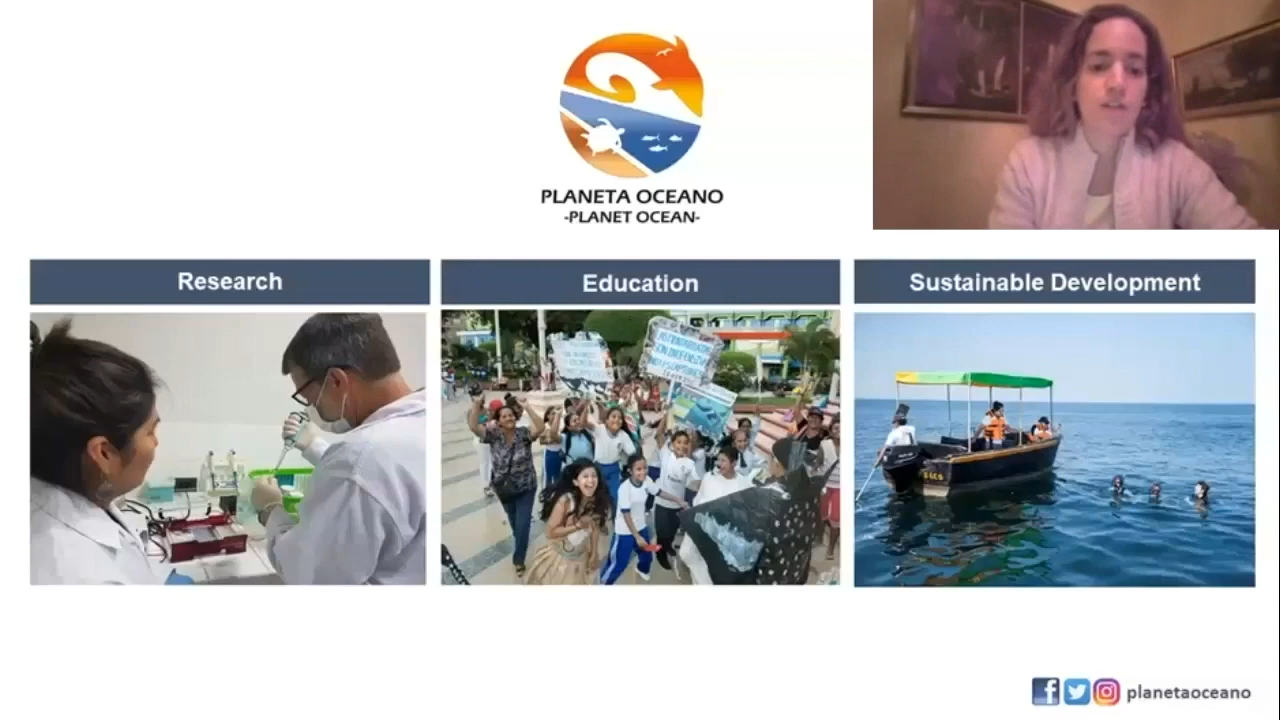 PLANETA OCEANO
-PLANET OCEAN-
Research
Education
Sustainable Development
planetaoceano